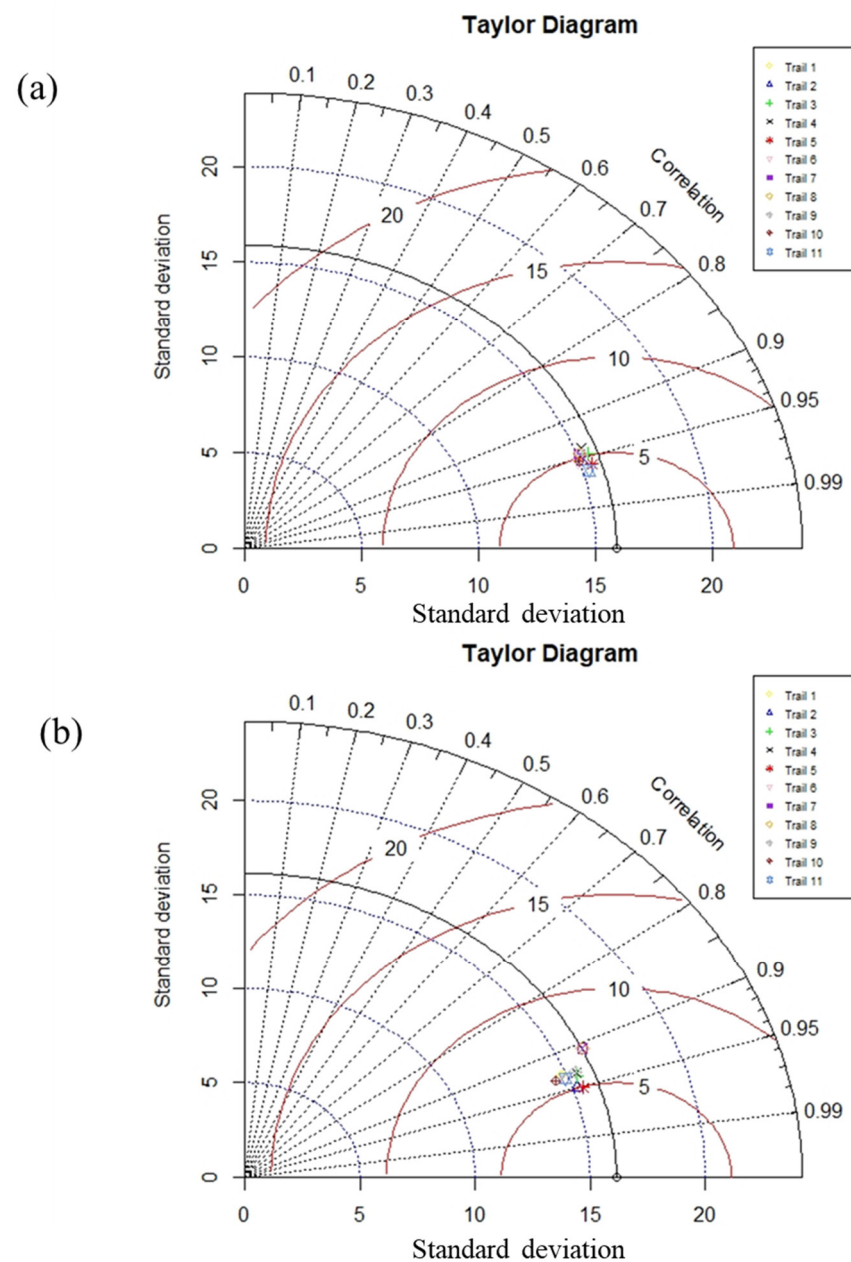 (a)
Taylor Diagram
0.1 0.2 0.3 0.4 0.5 0.6 0.7 0.8 0.9 0.95 0.99
Correlation
Standard deviation
20
15
10
5
0
20 15 10 5
0 5 10 15 20
Standard deviation
Trail 1
Trail 2
Trail 3
Trail 4
Trail 5
Trail 6
Trail 7
Trail 8
Trail 9
Trail 10
Trail 11
(b)
Taylor Diagram
0.1 0.2 0.3 0.4 0.5 0.6 0.7 0.8 0.9 0.95 0.99
Correlation
Standard deviation
20
15
10
5
0
20 15 10 5
0 5 10 15 20
Standard deviation
Trail 1
Trail 2
Trail 3
Trail 4
Trail 5
Trail 6
Trail 7
Trail 8
Trail 9
Trail 10
Trail 11